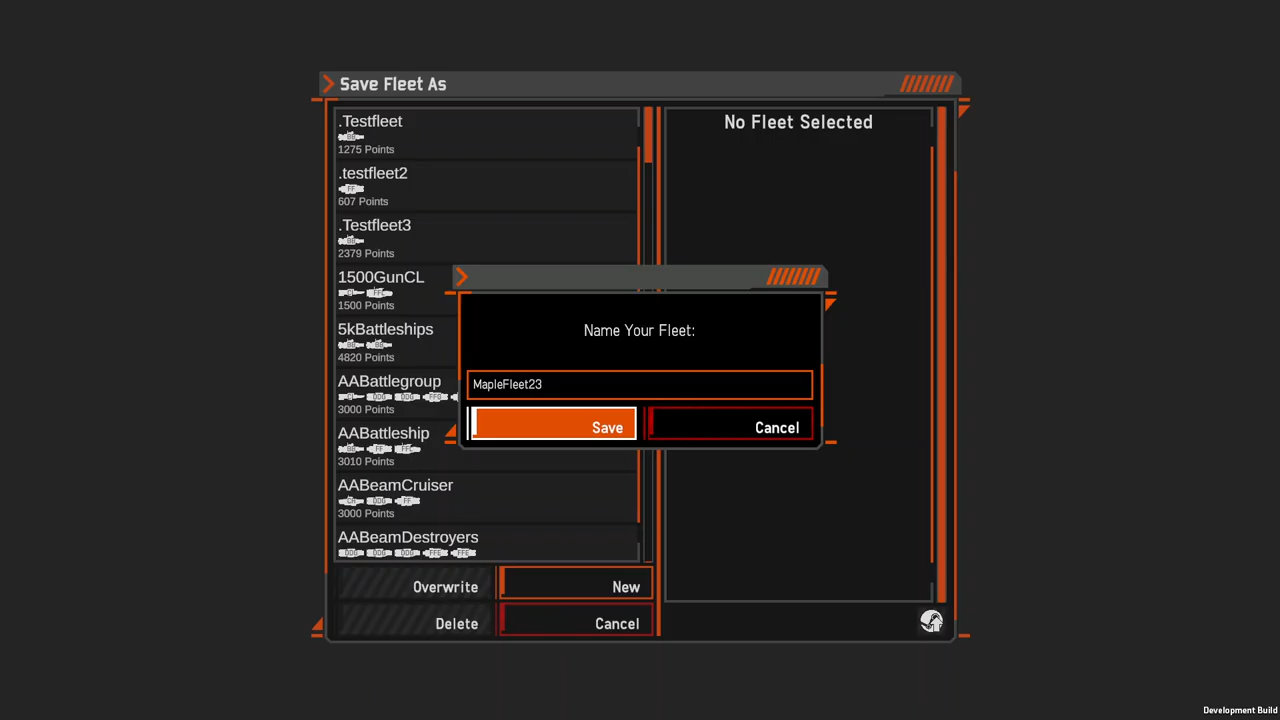 Save Fleet As
.Testfleet
1275 Points
.testfleet2
607 Points
.Testfleet3
2379 Points
1500GunCL
1500 Points
5kBattleships
4820 Points
AABattlegroup
3000 Points
AABattleship
3010 Points
AABeamCruiser
3000 Points
AABeamDestroyers
No Fleet Selected
Name Your Fleet:
MapleFleet23
Save
Cancel
Overwrite
New
Delete
Cancel
Development Build